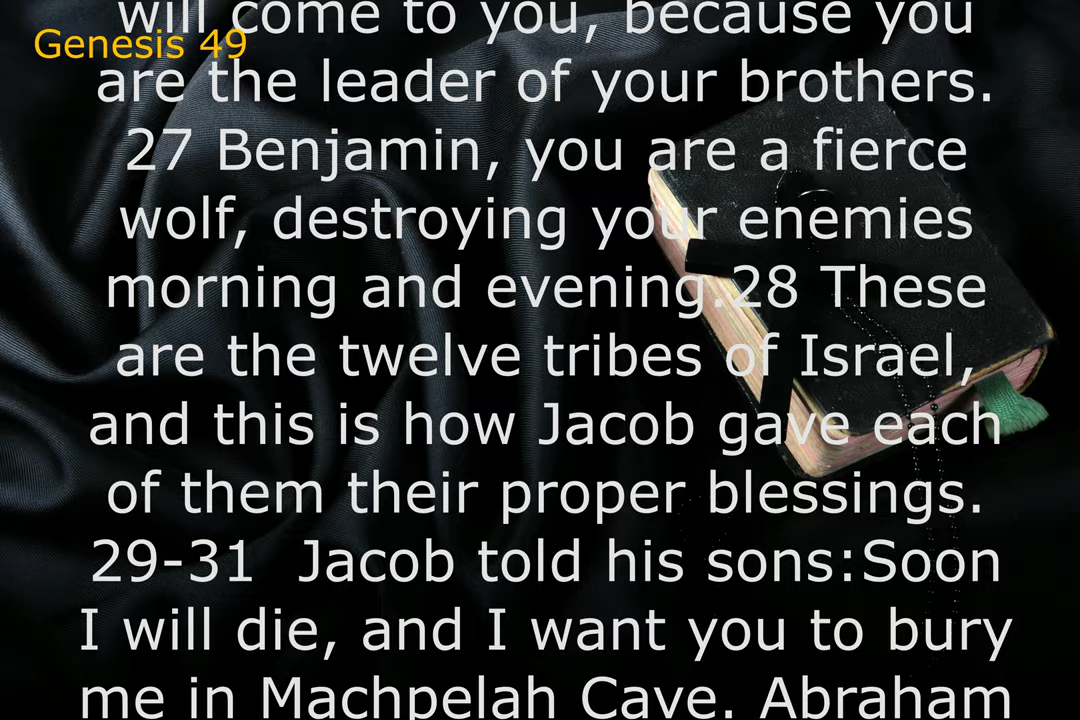 Genesis 49
will come to you, because you
are the leader of your brothers.
27 Benjamin, you are a fierce
wolf, destroying your enemies
morning and evening.28 These
are the twelve tribes of Israel,
and this is how Jacob gave each
of them their proper blessings.
29-31  Jacob told his sons:Soon
I will die, and I want you to bury
me in Machpelah Cave. Abraham